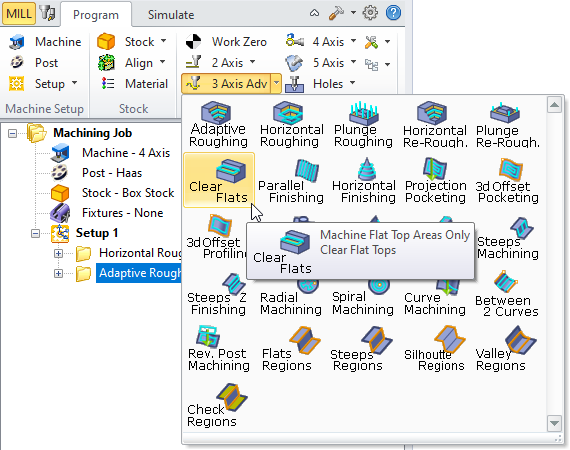 MILL
Program
Simulate
Machine
Post
Setup
Machine Setup
Stock
Align
Material
Stock
Work Zero
2 Axis
3 Axis Adv
4 Axis
5 Axis
Holes
Machining Job
Machine - 4 Axis
Post - Haas
Stock - Box Stock
Fixtures - None
Setup 1
Horizontal Roug
Adaptive Rough
Adaptive
Roughing
Horizontal
Roughing
Plunge
Roughing
Horizontal
Re-Rough.
Plunge
Re-Rough.
Clear
Flats
Parallel
Finishing
Horizontal
Finishing
Projection
Pocketing
3d Offset
Pocketing
3d Offset
Profiling
Machine Flat Top Areas Only
Clear Flat Tops
Clear
Flats
Steeps
Machining
Steeps Z
Finishing
Radial
Machining
Spiral
Machining
Curve
Machining
Between
2 Curves
Rev. Post
Machining
Flats
Regions
Steeps
Regions
Silhoutte
Regions
Valley
Regions
Check
Regions